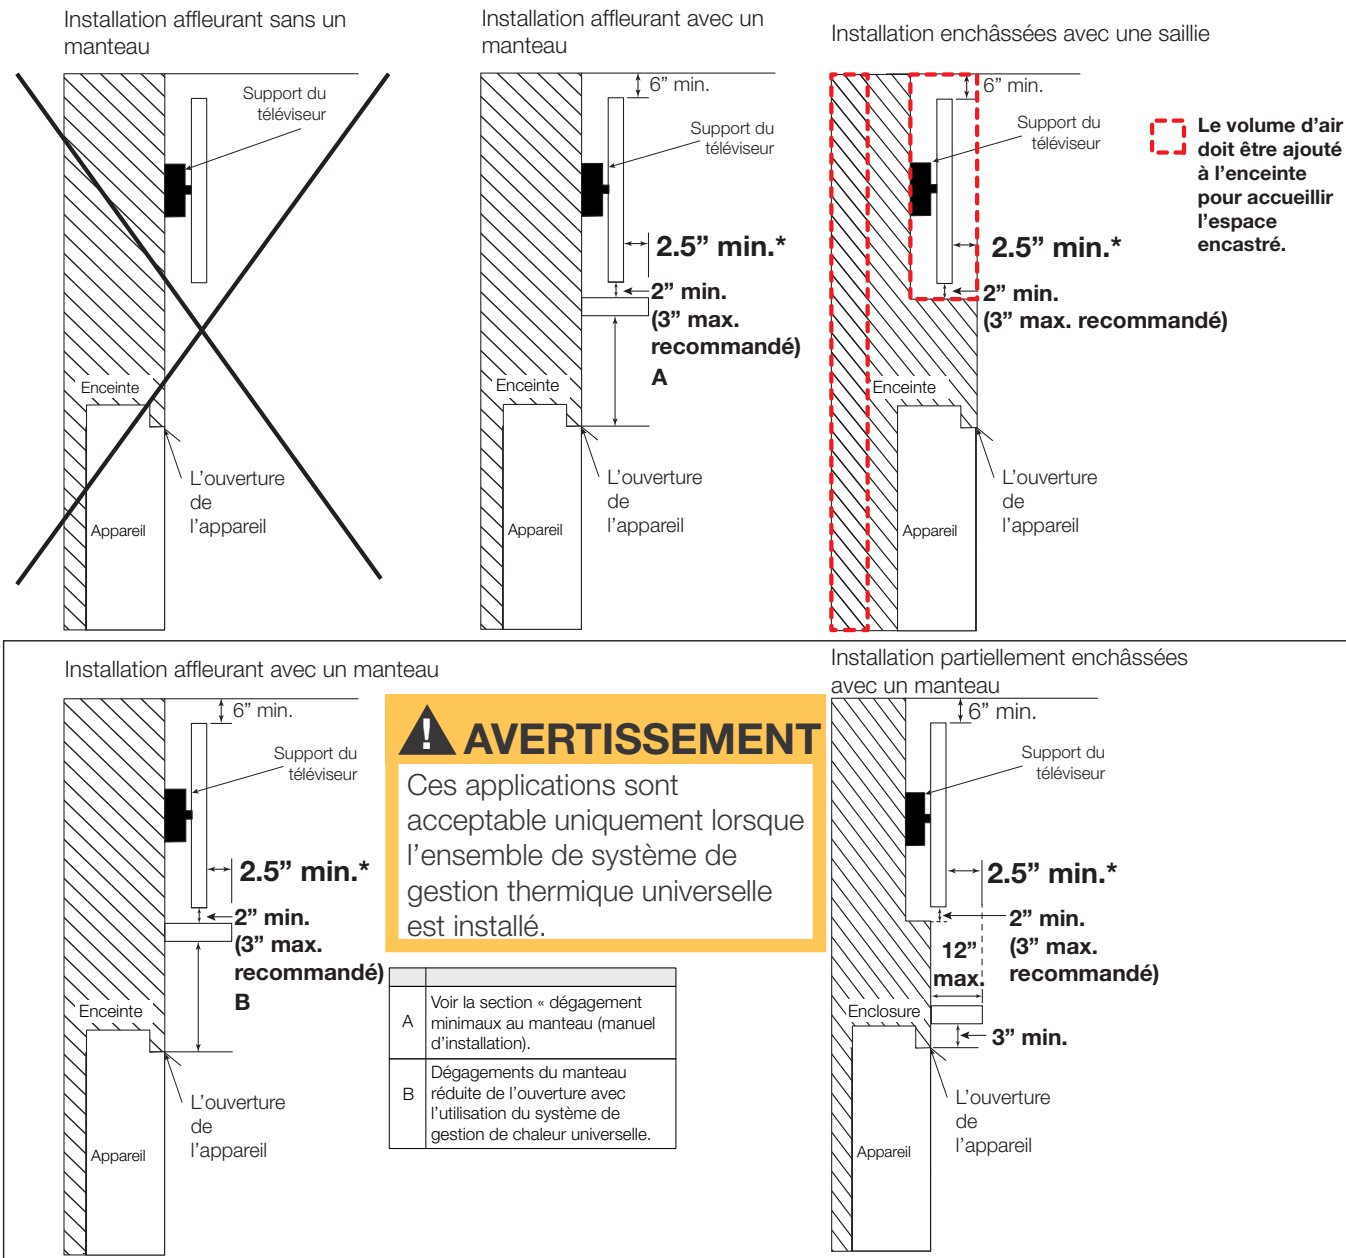 Installation affleurant sans un
manteau
Support du
téléviseur
Enceinte
L'ouverture
de
l'appareil
Appareil
Installation affleurant avec un
manteau
6” min.
Support du
téléviseur
2.5” min.*
2” min.
(3” max.
recommandé)
A
Enceinte
L'ouverture
de
l'appareil
Appareil
Installation enchâssées avec une saillie
6” min.
Support du
téléviseur
2.5” min.*
2” min.
(3” max. recommandé)
Enceinte
L'ouverture
de
l'appareil
Appareil
Le volume d'air
doit être ajouté
à l'enceinte
pour accueillir
l'espace
encastré.
Installation affleurant avec un manteau
6” min.
Support du
téléviseur
2.5” min.*
2” min.
(3” max.
recommandé)
B
Enceinte
L'ouverture
de
l'appareil
Appareil
! AVERTISSEMENT
Ces applications sont
acceptable uniquement lorsque
l'ensemble de système de
gestion thermique universelle
est installé.
A
Voir la section « dégagement
minimaux au manteau (manuel
d'installation).
B
Dégagements du manteau
réduite de l'ouverture avec
l'utilisation du système de
gestion de chaleur universelle.
Installation partiellement enchâssées
avec un manteau
6” min.
Support du
téléviseur
2.5” min.*
2” min.
(3” max.
recommandé)
12”
max.
Enclosure
3” min.
L'ouverture
de
l'appareil
Appareil